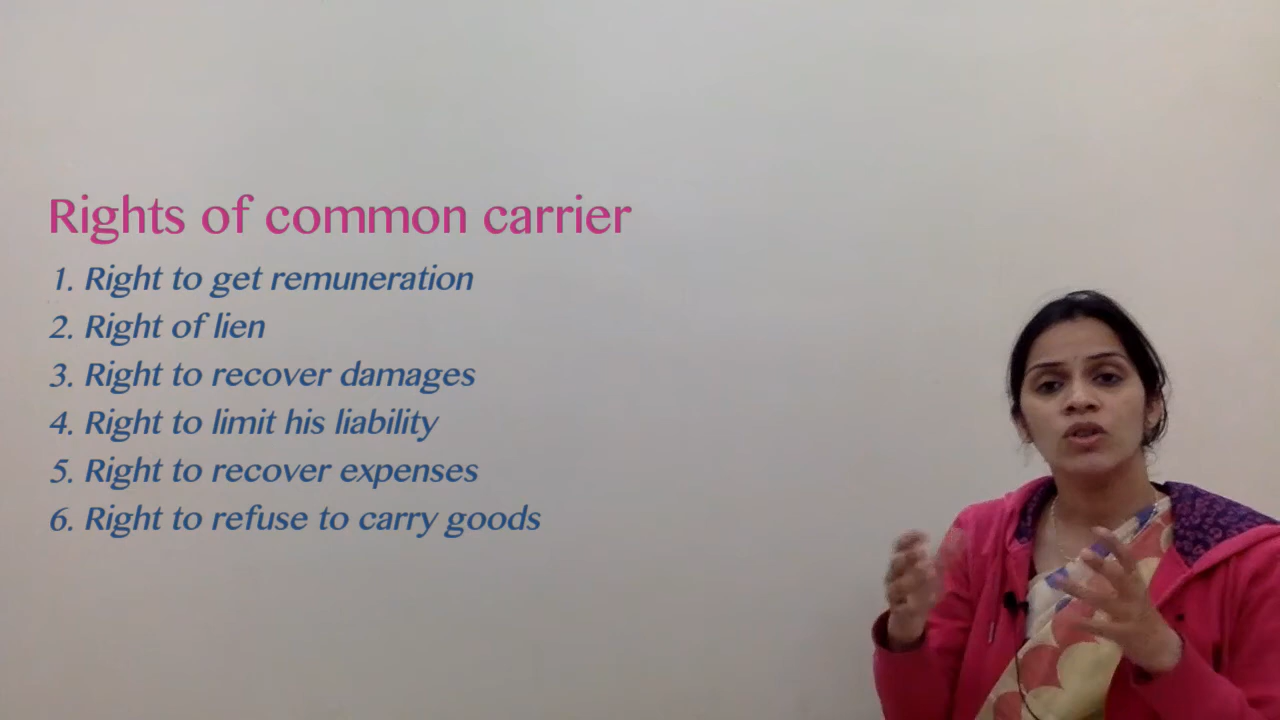 Rights of common carrier
1. Right to get remuneration
2. Right of lien
3. Right to recover damages
4. Right to limit his liability
5. Right to recover expenses
6. Right to refuse to carry goods